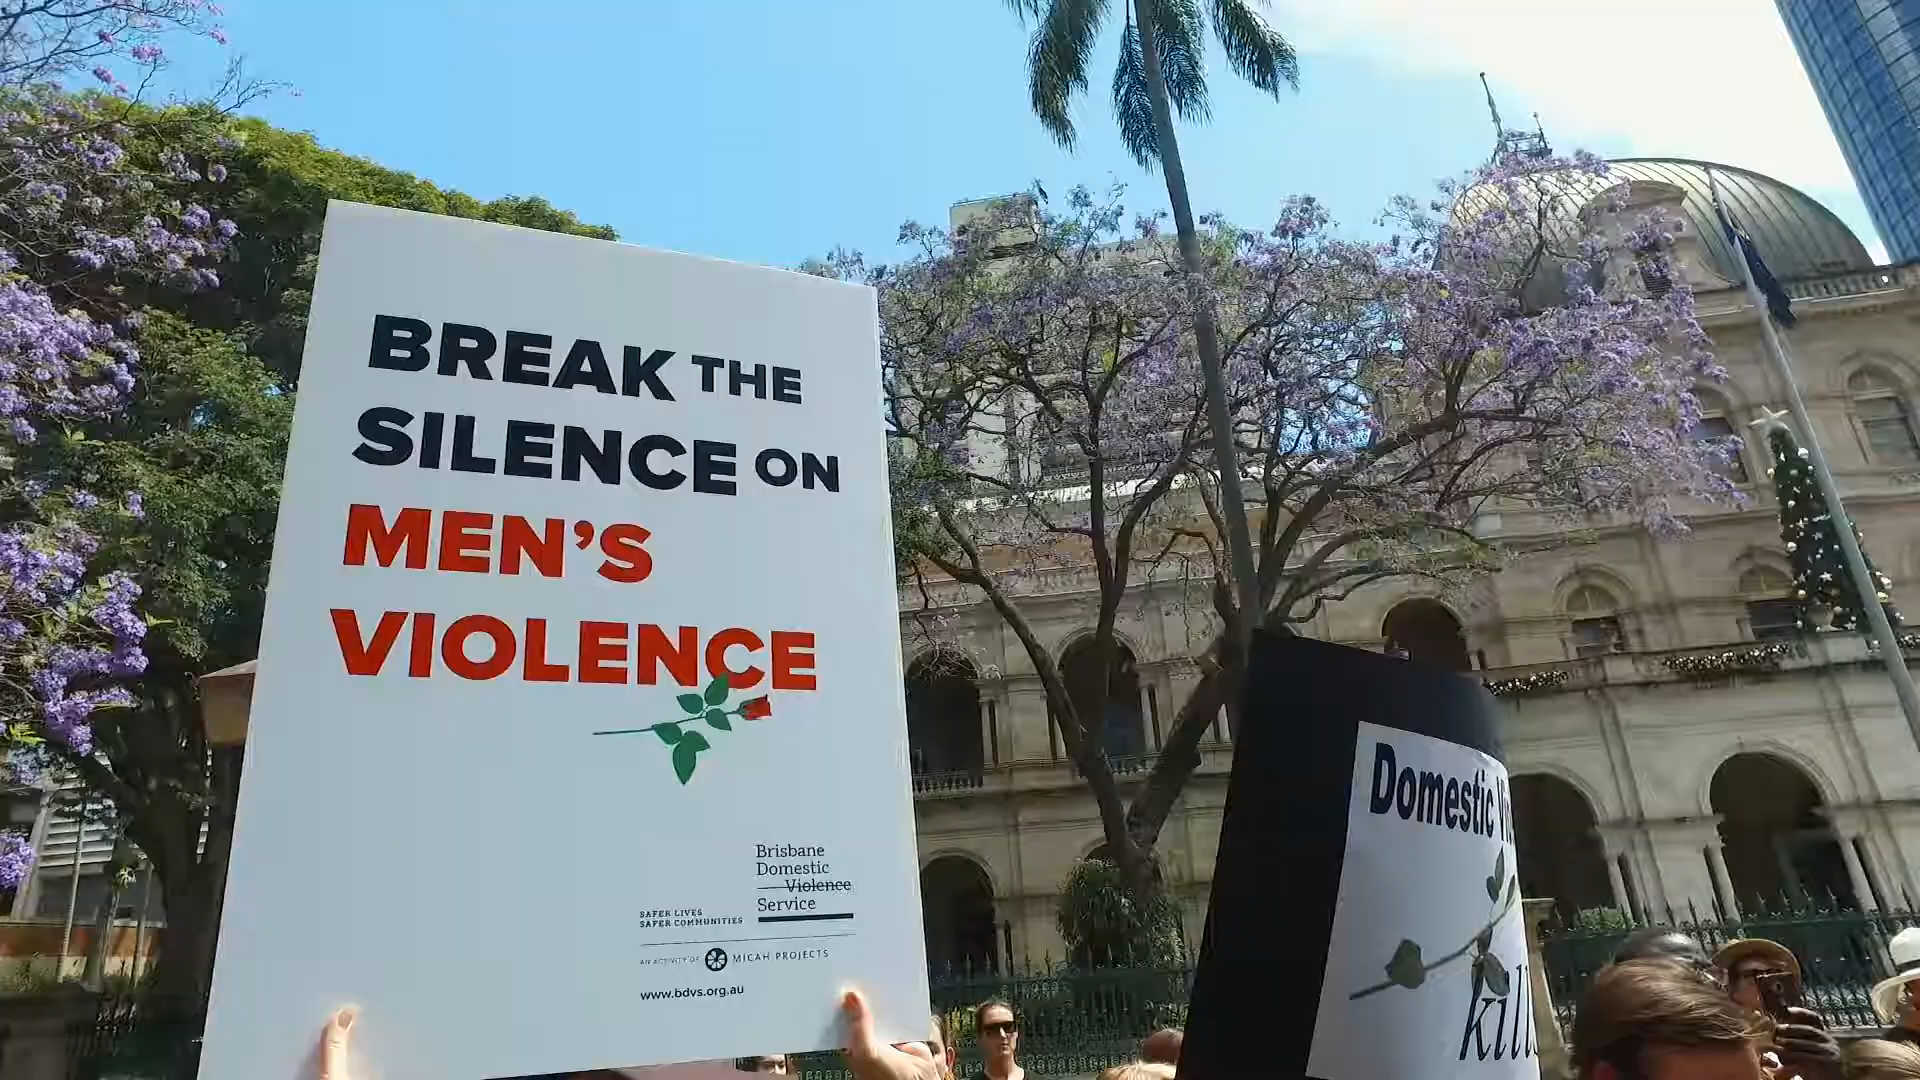 BREAK THE
SILENCE ON
MEN'S
VIOLENCE
Brisbane
Domestic
Violence
Service
SAFER LIVES
SAFER COMMUNITIES
AN ACTIVITY OF MICAH PROJECTS
www.bdvs.org.au
Domestic
kills